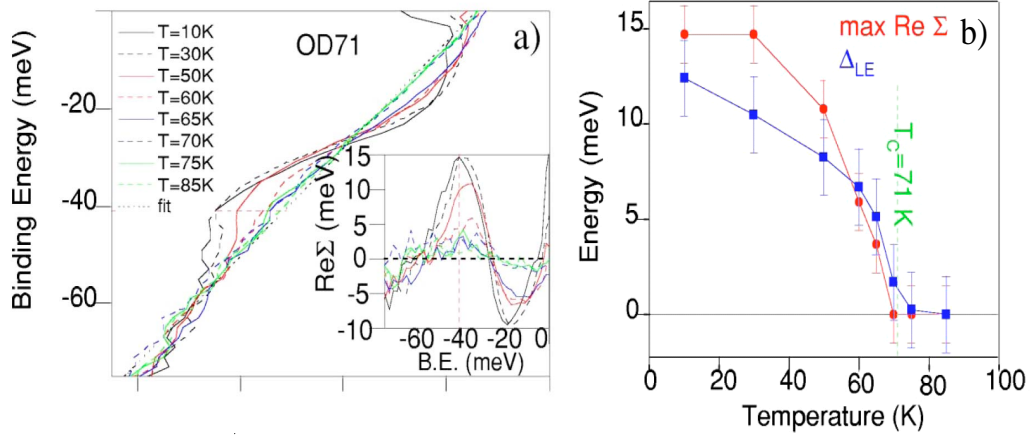 T=10K
T=30K
T=50K
T=60K
T=65K
T=70K
T=75K
T=85K
fit
OD71
a)
Binding Energy (meV)
-20
-40
-60
ReΣ (meV)
15
10
5
0
-5
-10
-60 -40 -20 0
B.E. (meV)
b)
max Re Σ
Δ_LE
T_C=71 K
Energy (meV)
15
10
5
0
0 20 40 60 80 100
Temperature (K)